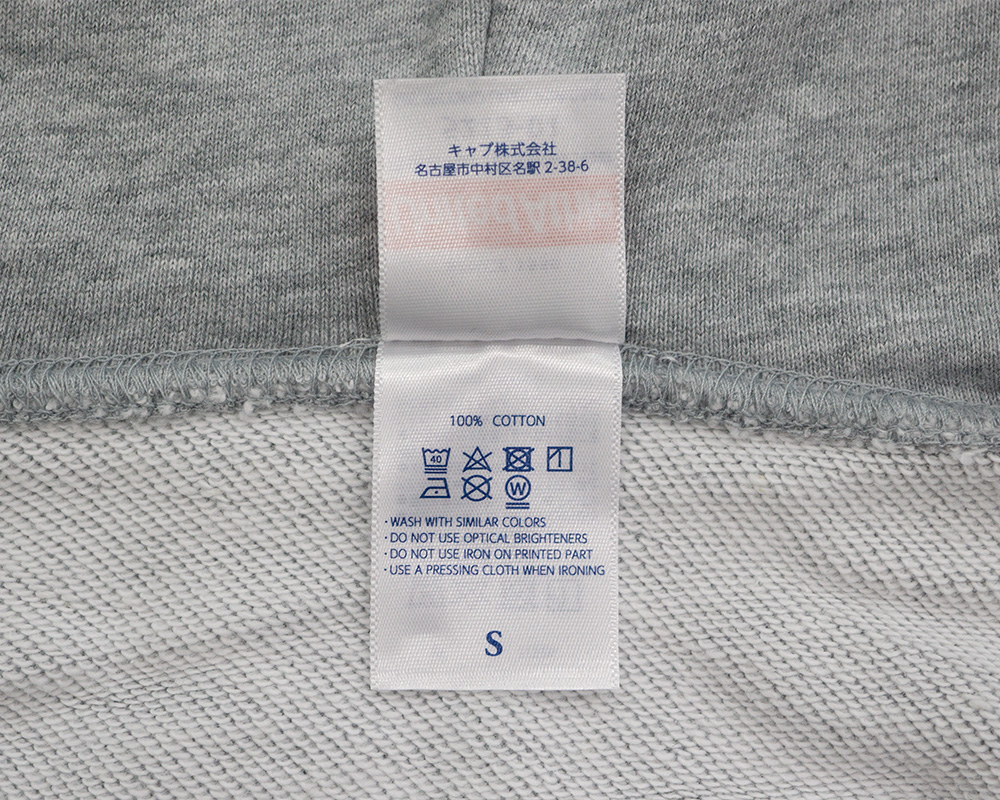 キャブ株式会社
名古屋市中村区名駅 2-38-6
100% COTTON
40
W
・WASH WITH SIMILAR COLORS
・DO NOT USE OPTICAL BRIGHTENERS
・DO NOT USE IRON ON PRINTED PART
・USE A PRESSING CLOTH WHEN IRONING
S